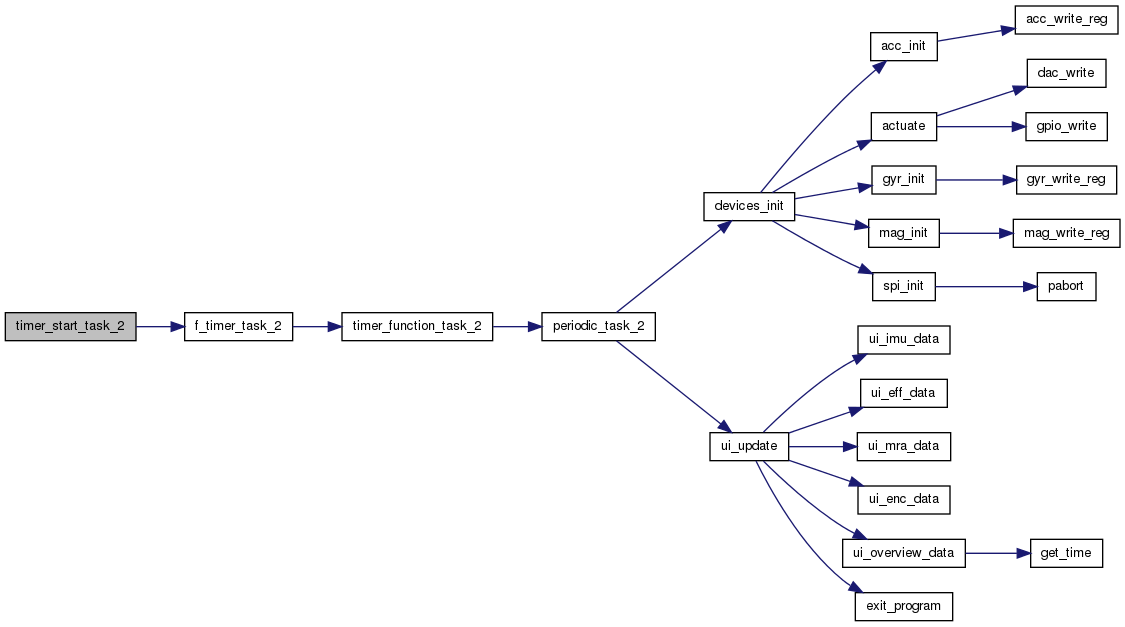 timer_start_task_2
f_timer_task_2
timer_function_task_2
periodic_task_2
devices_init
acc_init
acc_write_reg
actuate
dac_write
gpio_write
gyr_init
gyr_write_reg
mag_init
mag_write_reg
spi_init
pabort
ui_update
ui_imu_data
ui_eff_data
ui_mra_data
ui_enc_data
ui_overview_data
get_time
exit_program